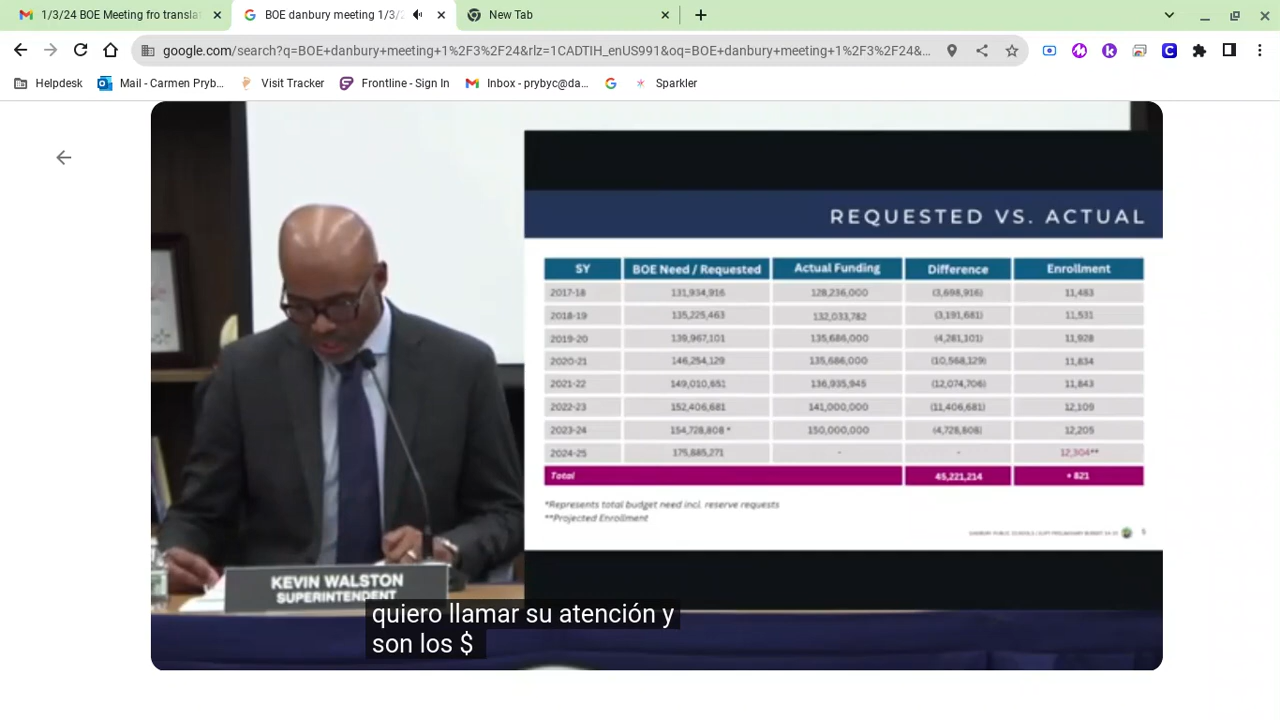 1/3/24 BOE Meeting fro transla
BOE danbury meeting 1/3/2
New Tab
google.com/search?q=BOE+danbury+meeting+1%2F3%2F24&rlz=1CADTIH_enUS991&oq=BOE+danbury+meeting+1%2F3%2F24&...
Helpdesk Mail - Carmen Pryb... Visit Tracker Frontline - Sign In Inbox - prybyc@da... Sparkler
REQUESTED VS. ACTUAL
SY BOE Need / Requested Actual Funding Difference Enrollment
2017-18 131,934,916 128,236,000 (3,698,916) 11,483
2018-19 135,225,463 132,033,782 (3,191,681) 11,531
2019-20 139,967,101 135,686,000 (4,281,101) 11,928
2020-21 146,254,129 135,686,000 (10,568,129) 11,834
2021-22 149,010,651 136,935,945 (12,074,706) 11,843
2022-23 152,406,681 141,000,000 (11,406,681) 12,109
2023-24 154,728,808 * 150,000,000 (4,728,808) 12,205
2024-25 175,885,271 - - 12,304**
Total 45,221,214 + 821
*Represents total budget need incl. reserve requests
**Projected Enrollment
5
KEVIN WALSTON
SUPERINTENDENT
quiero llamar su atención y
son los $